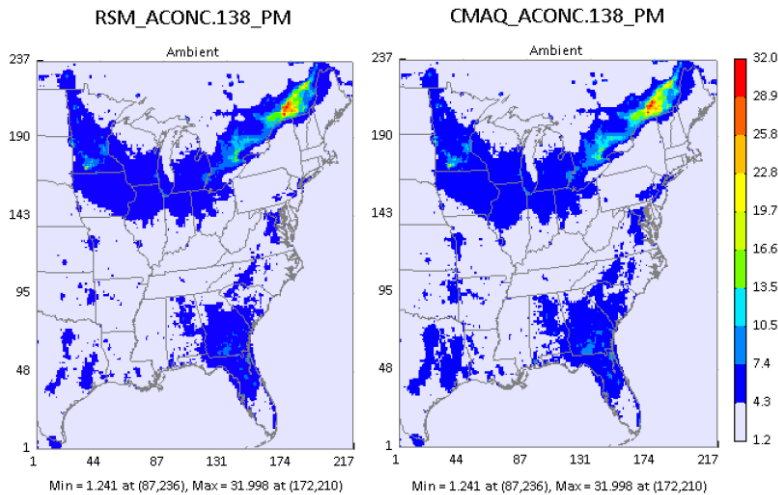 RSM_ACONC.138_PM
CMAQ_ACONC.138_PM
Ambient
Ambient
237
190
143
95
48
1
1 44 87 131 174 217
Min = 1.241 at (87,236), Max = 31.998 at (172,210)
237
190
143
95
48
1
1 44 87 131 174 217
Min = 1.241 at (87,236), Max = 31.998 at (172,210)
32.0
28.9
25.8
22.8
19.7
16.6
13.5
10.5
7.4
4.3
1.2